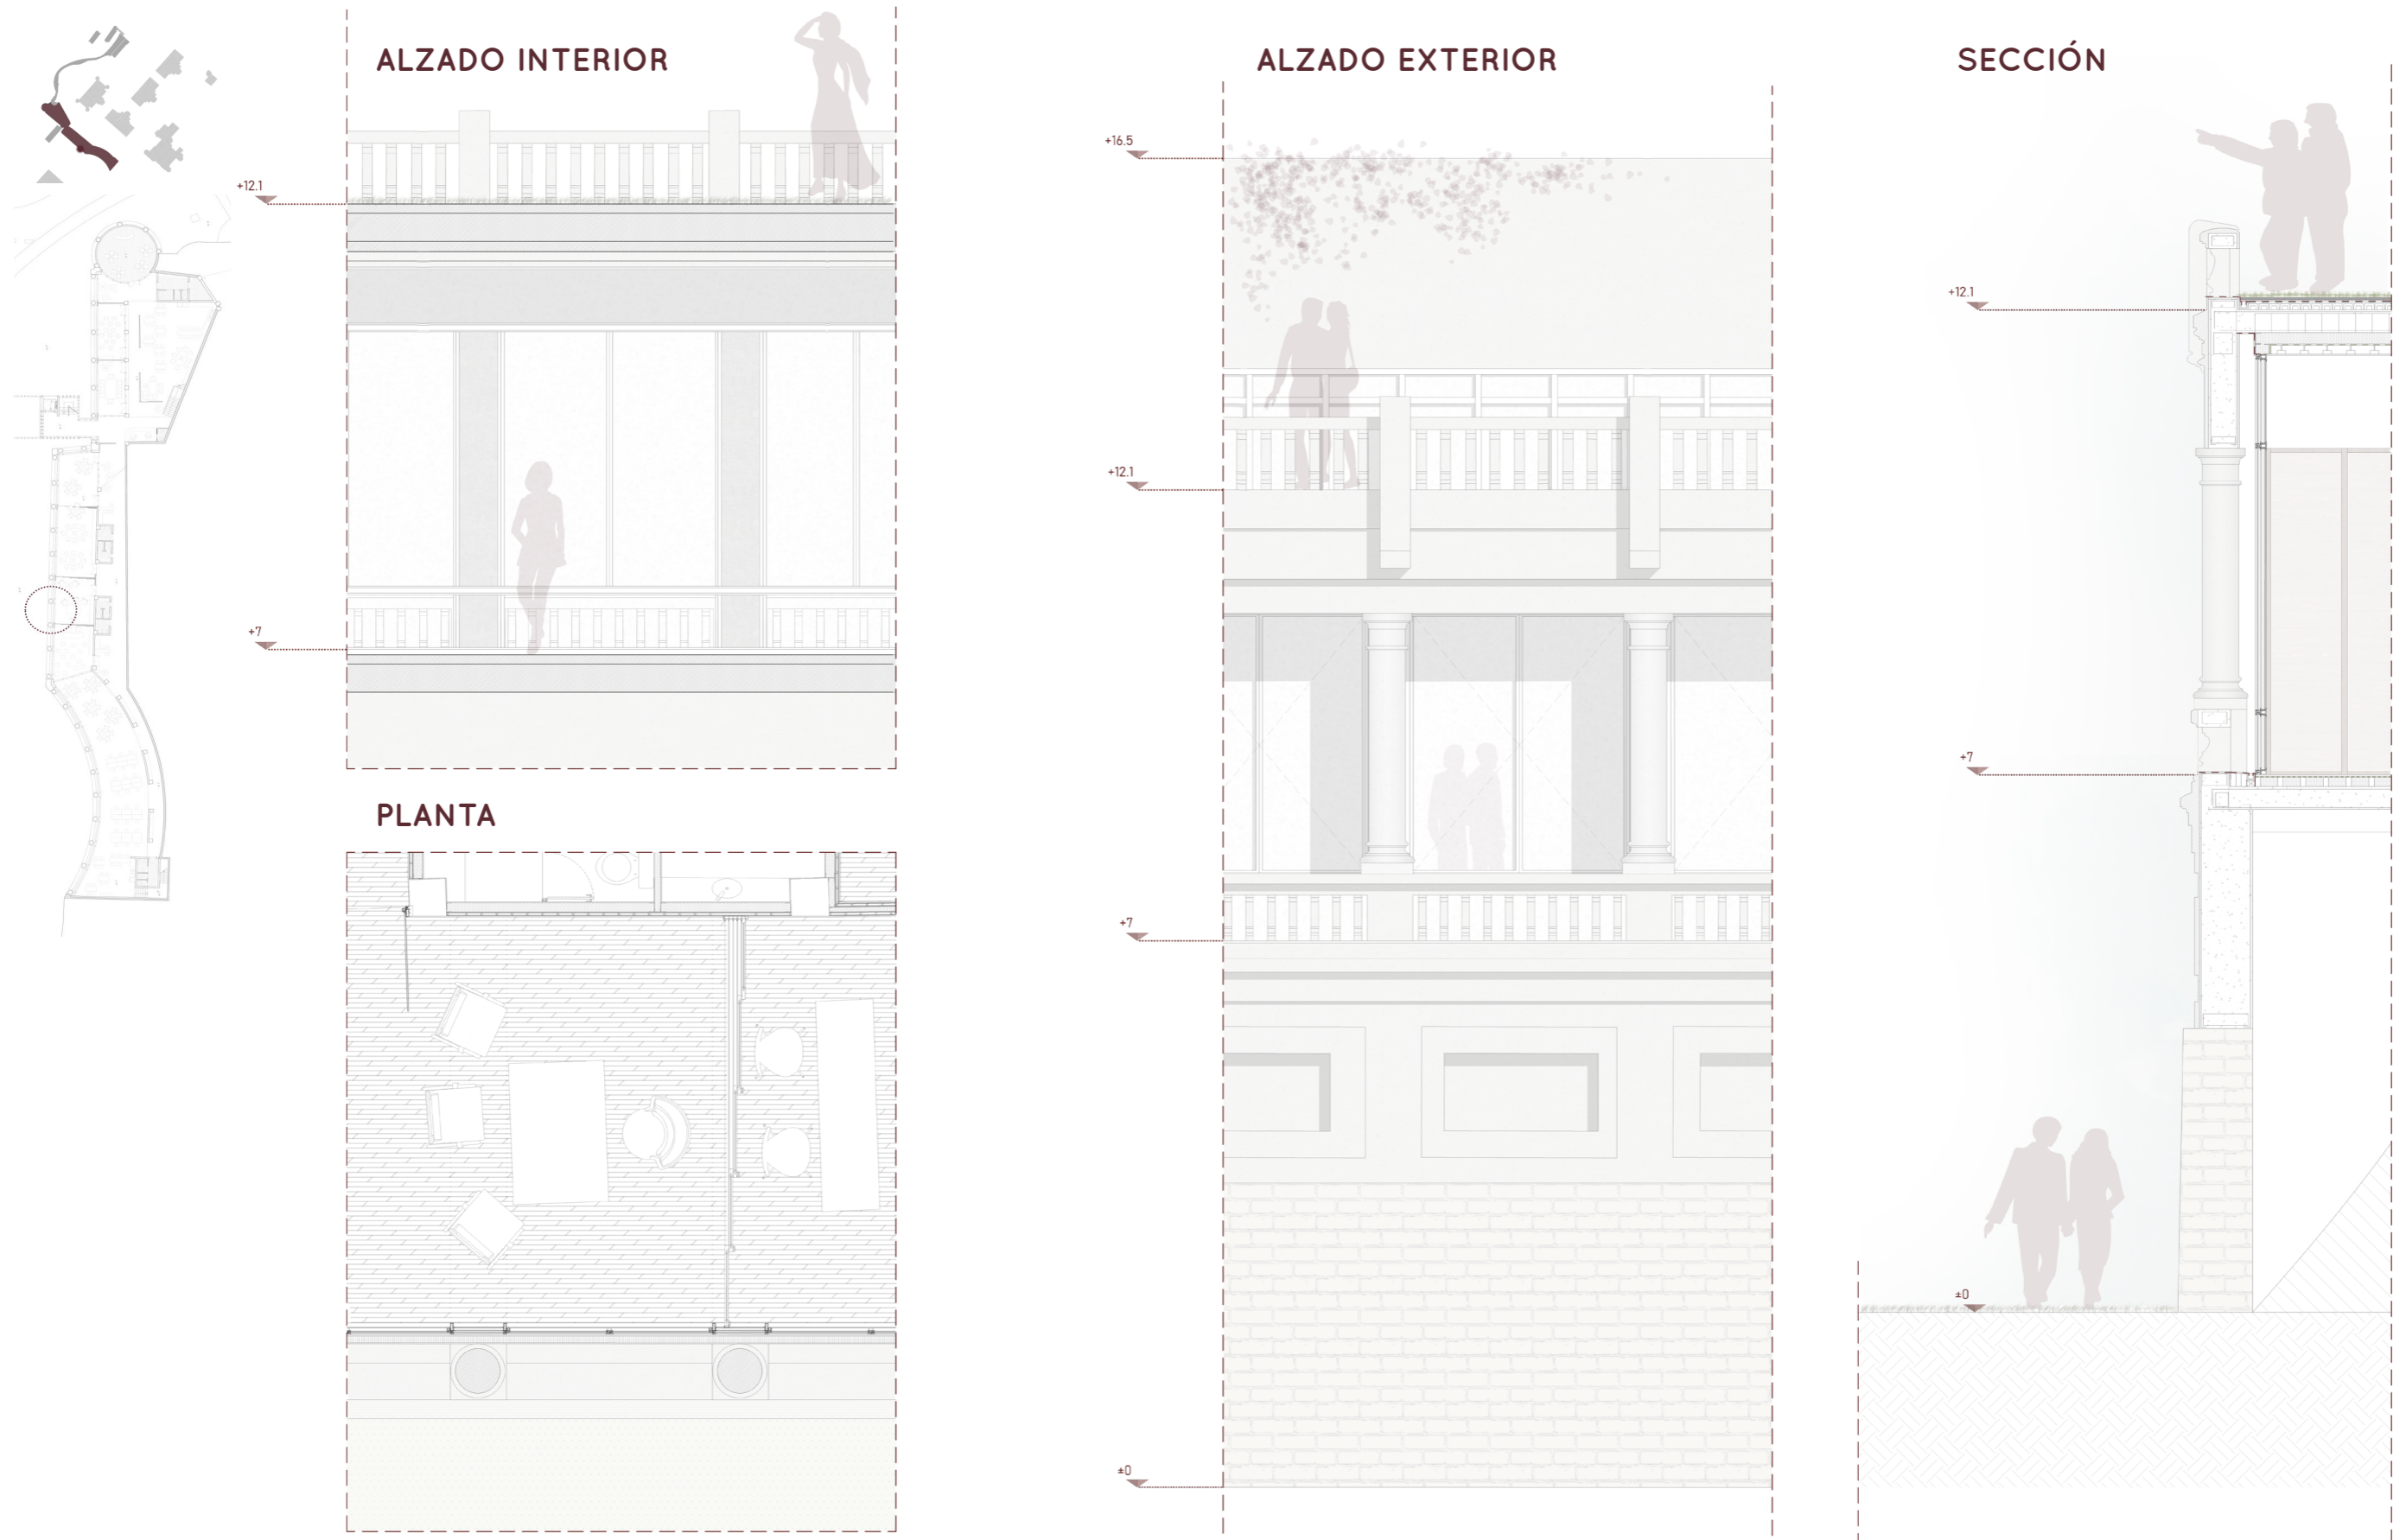 ALZADO INTERIOR
+12.1
+7
PLANTA
ALZADO EXTERIOR
+16.5
+12.1
+7
±0
SECCIÓN
+12.1
+7
±0